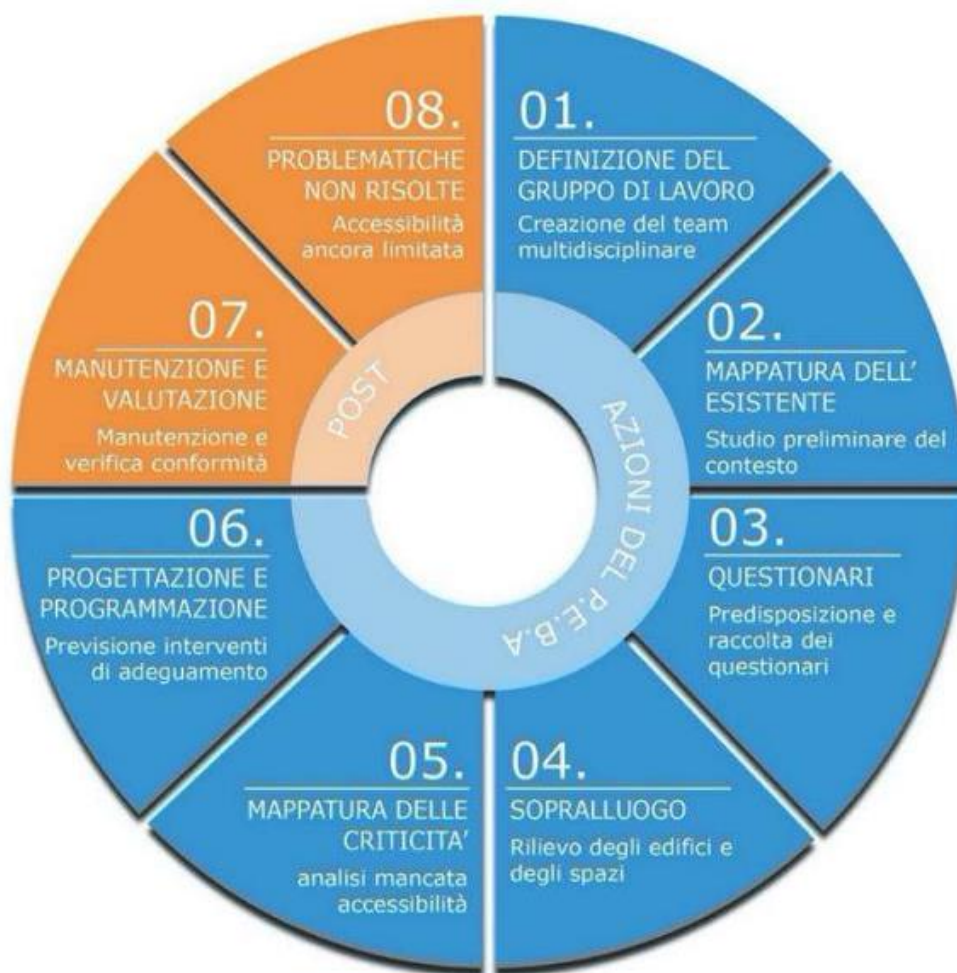 08.
PROBLEMATICHE
NON RISOLTE
Accessibilità
ancora limitata
01.
DEFINIZIONE DEL
GRUPPO DI LAVORO
Creazione del team
multidisciplinare
07.
MANUTENZIONE E
VALUTAZIONE
Manutenzione e
verifica conformità
02.
MAPPATURA DELL'
ESISTENTE
Studio preliminare del
contesto
POST
AZIONI DEL P.E.B.A
06.
PROGETTAZIONE E
PROGRAMMAZIONE
Previsione interventi
di adeguamento
03.
QUESTIONARI
Predisposizione e
raccolta dei
questionari
05.
MAPPATURA DELLE
CRITICITA'
analisi mancata
accessibilità
04.
SOPRALLUOGO
Rilievo degli edifici e
degli spazi